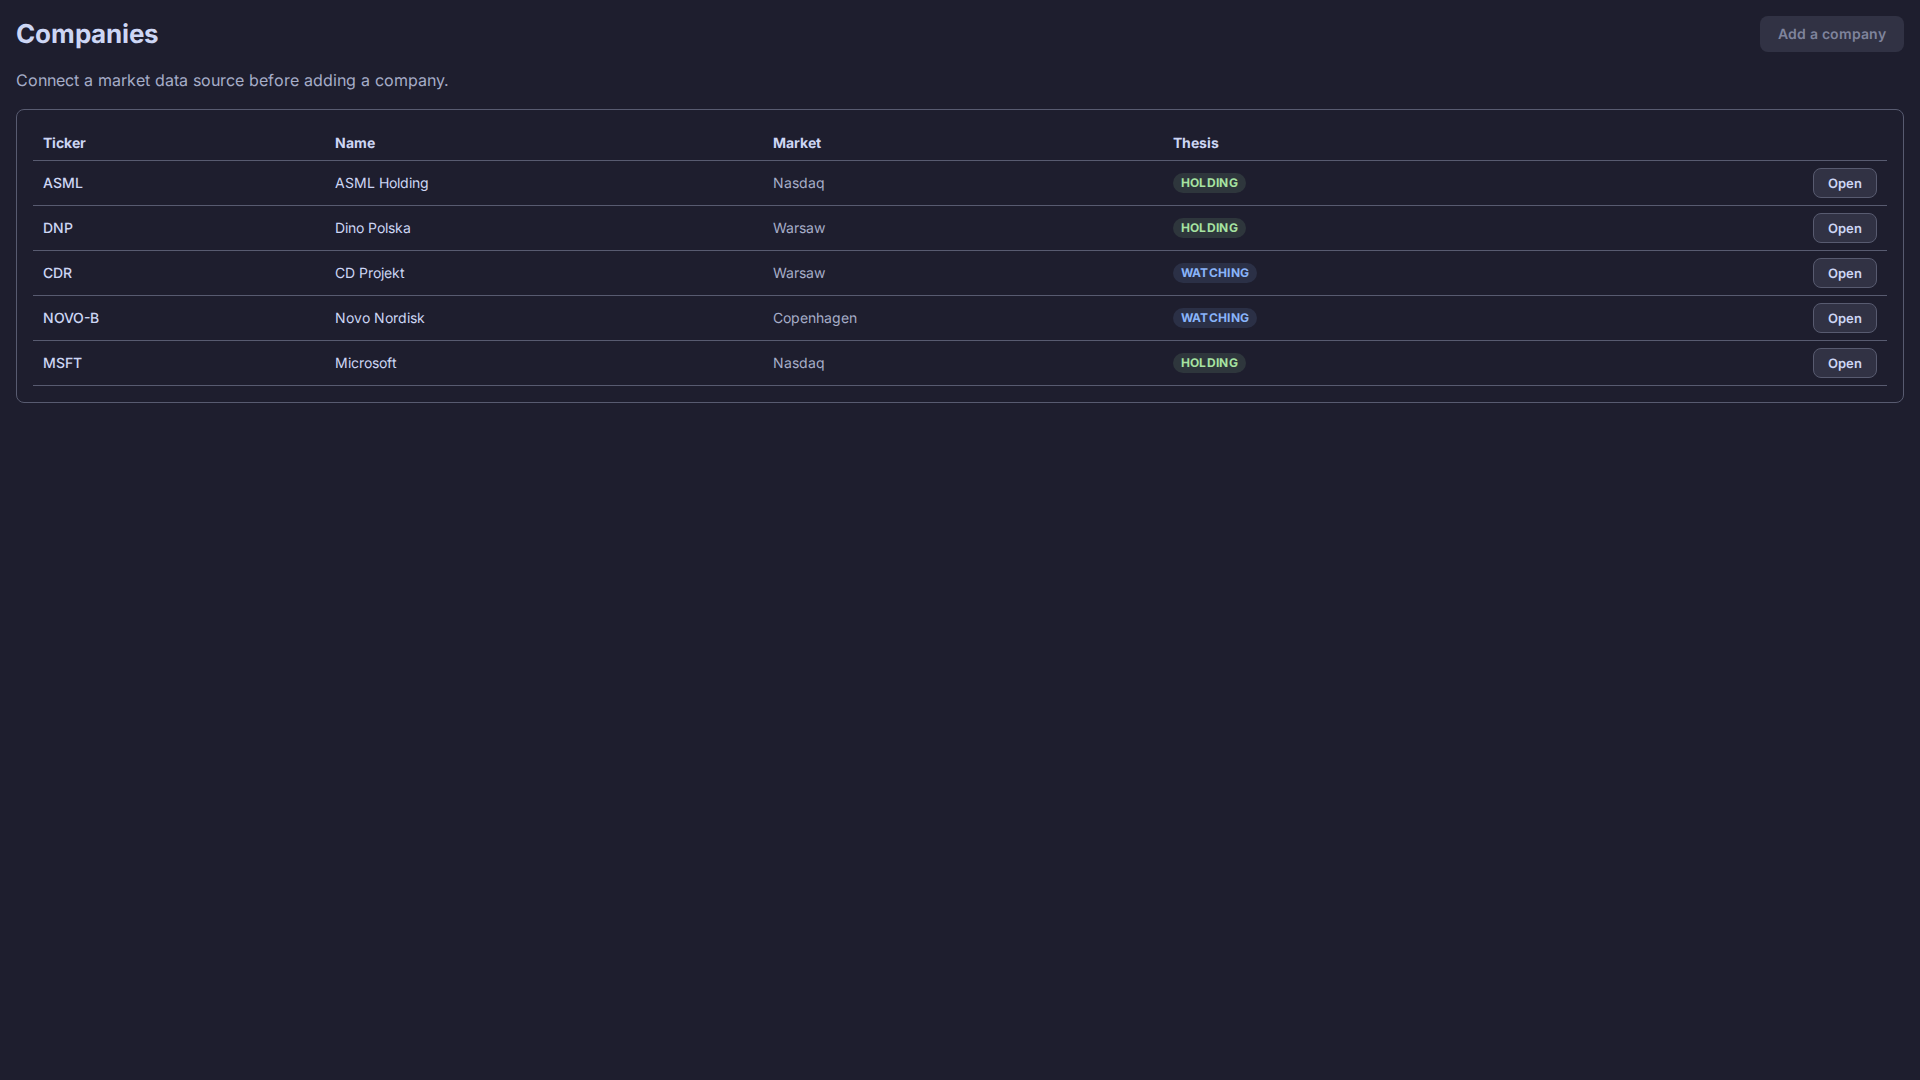 Companies
Add a company
Connect a market data source before adding a company.
Ticker Name Market Thesis
ASML ASML Holding Nasdaq HOLDING Open
DNP Dino Polska Warsaw HOLDING Open
CDR CD Projekt Warsaw WATCHING Open
NOVO-B Novo Nordisk Copenhagen WATCHING Open
MSFT Microsoft Nasdaq HOLDING Open